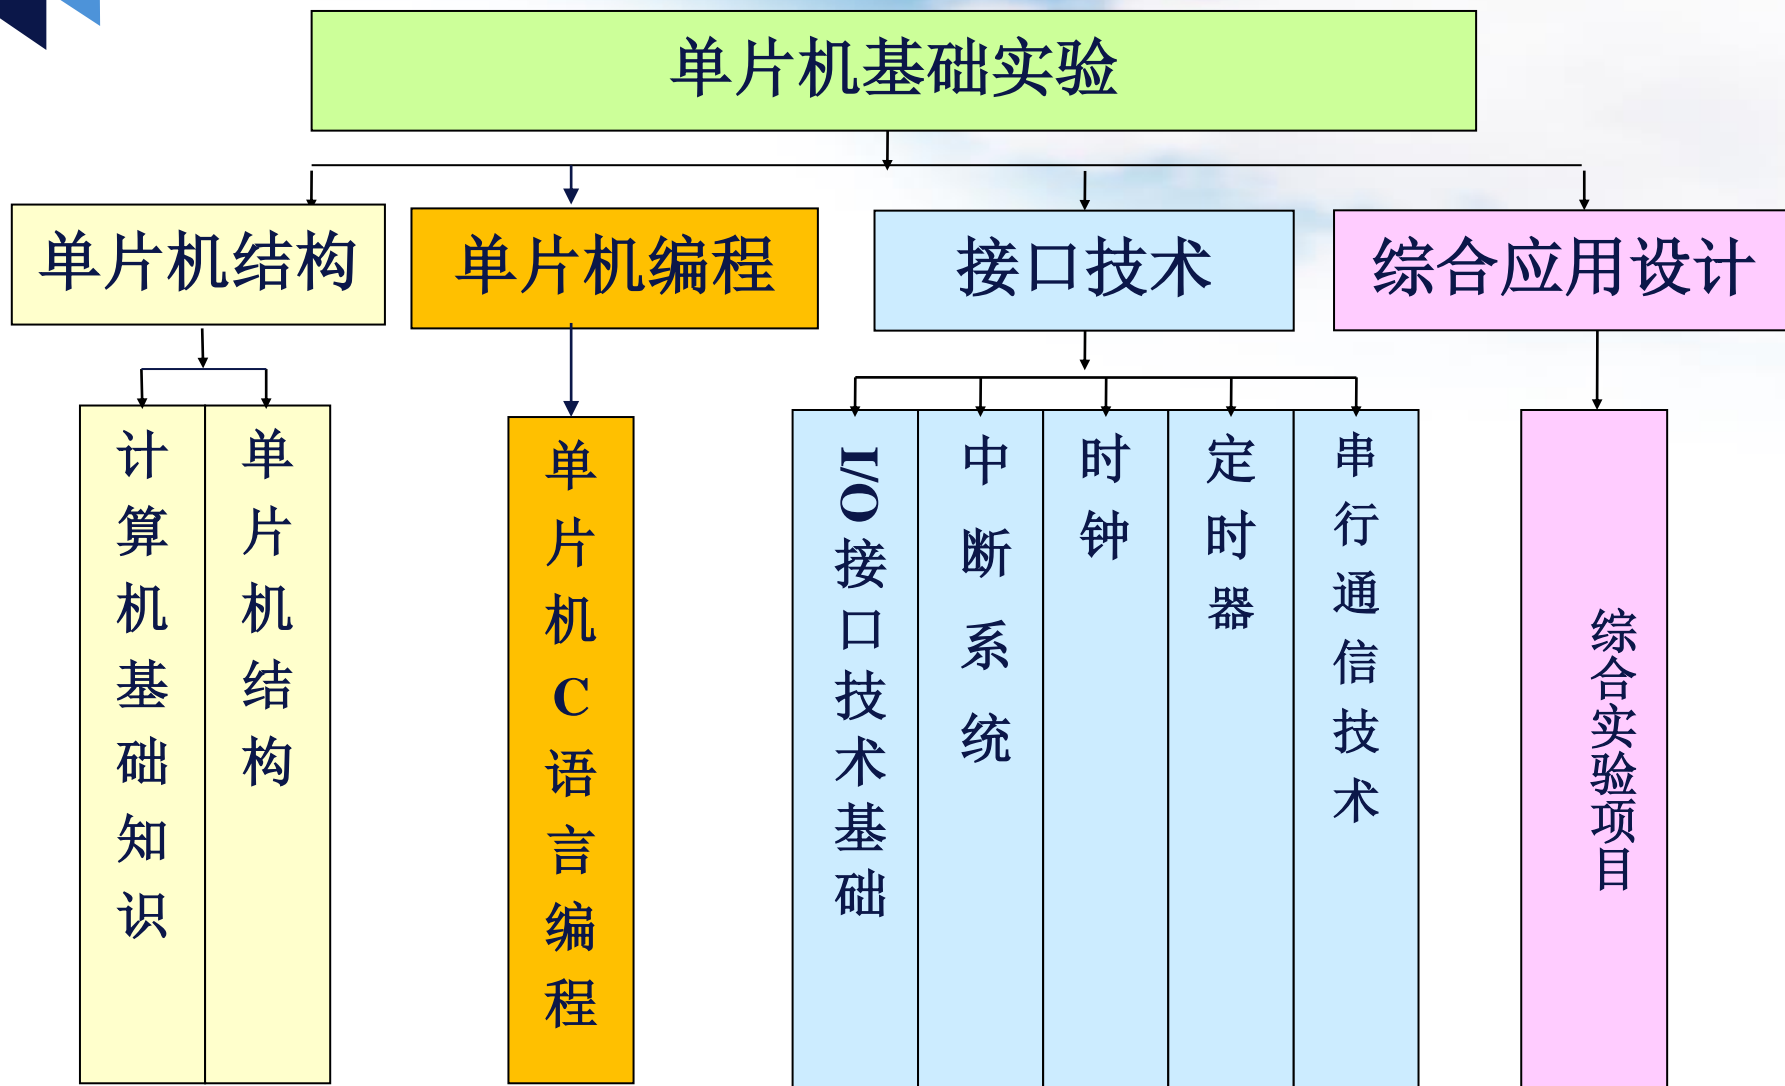 单片机基础实验
单片机结构
单片机编程
接口技术
综合应用设计
计算机基础知识
单片机结构
单片机C语言编程
I/O接口技术基础
中断系统
时钟
定时器
串行通信技术
综合实验项目